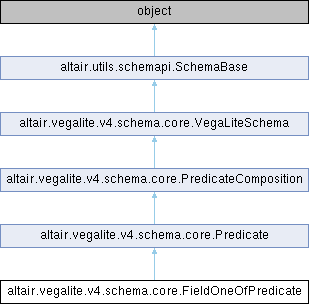 object
altair.utils.schemapi.SchemaBase
altair.vegalite.v4.schema.core.VegaLiteSchema
altair.vegalite.v4.schema.core.PredicateComposition
altair.vegalite.v4.schema.core.Predicate
altair.vegalite.v4.schema.core.FieldOneOfPredicate